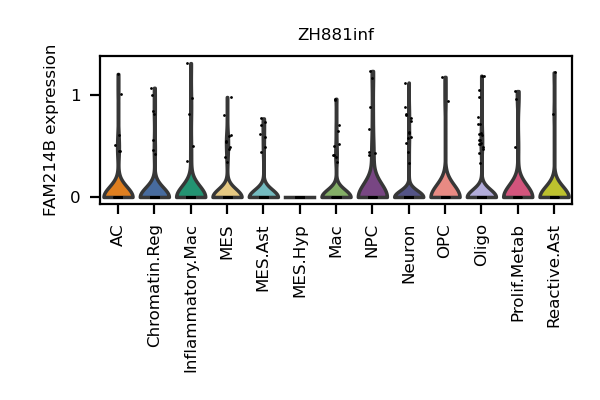 ZH881inf
FAM214B expression
1
0
AC
Chromatin.Reg
Inflammatory.Mac
MES
MES.Ast
MES.Hyp
Mac
NPC
Neuron
OPC
Oligo
Prolif.Metab
Reactive.Ast